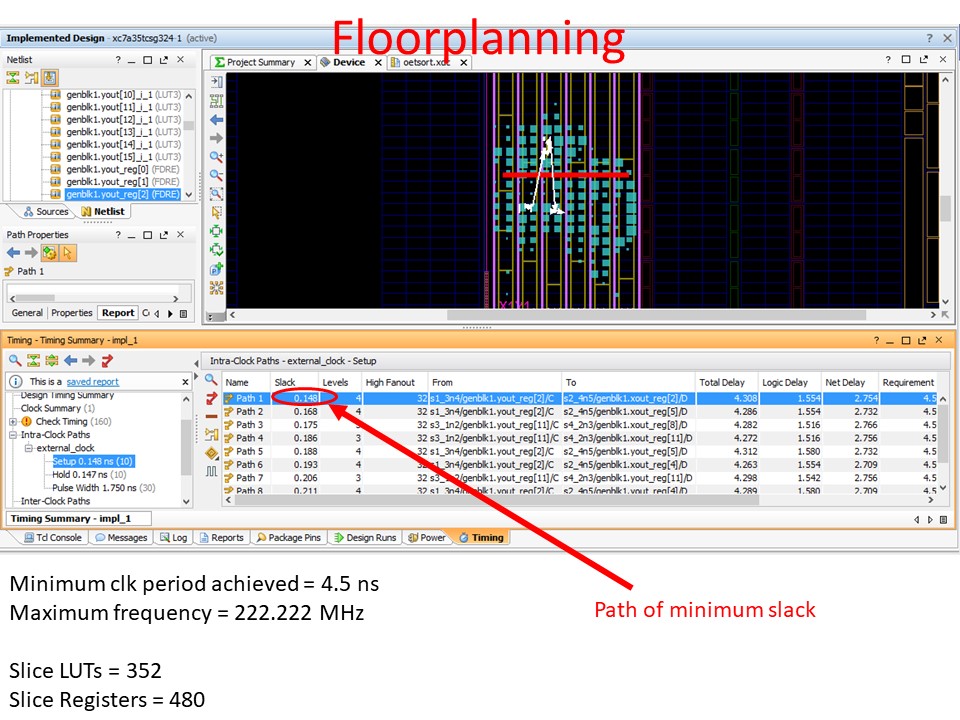 Floorplanning
Implemented Design - xc7a35tcsg324-1 (active)
Netlist
genblk1.yout[10]_i_1 (LUT3)
genblk1.yout[11]_i_1 (LUT3)
genblk1.yout[12]_i_1 (LUT3)
genblk1.yout[13]_i_1 (LUT3)
genblk1.yout[14]_i_1 (LUT3)
genblk1.yout[15]_i_1 (LUT3)
genblk1.yout_reg[0] (FDRE)
genblk1.yout_reg[1] (FDRE)
genblk1.yout_reg[2] (FDRE)
Sources Netlist
Path Properties
Path 1
General Properties Report
Project Summary Device oetsort.xdc
X1Y1
Timing - Timing Summary - impl_1
This is a saved report
Design Timing Summary
Clock Summary (1)
Check Timing (160)
Intra-Clock Paths
external_clock
Setup 0.148 ns (10)
Hold 0.147 ns (10)
Pulse Width 1.750 ns (30)
Inter-Clock Paths
Timing Summary - impl_1
Intra-Clock Paths - external_clock - Setup
Name Slack Levels High Fanout From To Total Delay Logic Delay Net Delay Requirement
Path 1 0.148 4 32 s1_3n4/genblk1.yout_reg[2]/C s2_4n5/genblk1.xout_reg[2]/D 4.308 1.554 2.754 4.5
Path 2 0.168 4 32 s1_3n4/genblk1.yout_reg[2]/C s2_4n5/genblk1.xout_reg[5]/D 4.286 1.554 2.732 4.5
Path 3 0.175 3 32 s3_1n2/genblk1.yout_reg[11]/C s4_2n3/genblk1.xout_reg[8]/D 4.282 1.516 2.766 4.5
Path 4 0.186 3 32 s3_1n2/genblk1.yout_reg[11]/C s4_2n3/genblk1.xout_reg[11]/D 4.272 1.516 2.756 4.5
Path 5 0.188 4 32 s1_3n4/genblk1.yout_reg[2]/C s2_4n5/genblk1.yout_reg[5]/D 4.312 1.580 2.732 4.5
Path 6 0.193 4 32 s1_3n4/genblk1.yout_reg[2]/C s2_4n5/genblk1.xout_reg[4]/D 4.263 1.554 2.709 4.5
Path 7 0.206 3 32 s3_1n2/genblk1.yout_reg[11]/C s4_2n3/genblk1.yout_reg[11]/D 4.298 1.542 2.756 4.5
Path 8 0.211 4 32 s1_3n4/genblk1.yout_reg[2]/C s2_4n5/genblk1.yout_reg[4]/D 4.289 1.580 2.709 4.5
Tcl Console Messages Log Reports Package Pins Design Runs Power Timing
Minimum clk period achieved = 4.5 ns
Maximum frequency = 222.222 MHz
Path of minimum slack
Slice LUTs = 352
Slice Registers = 480